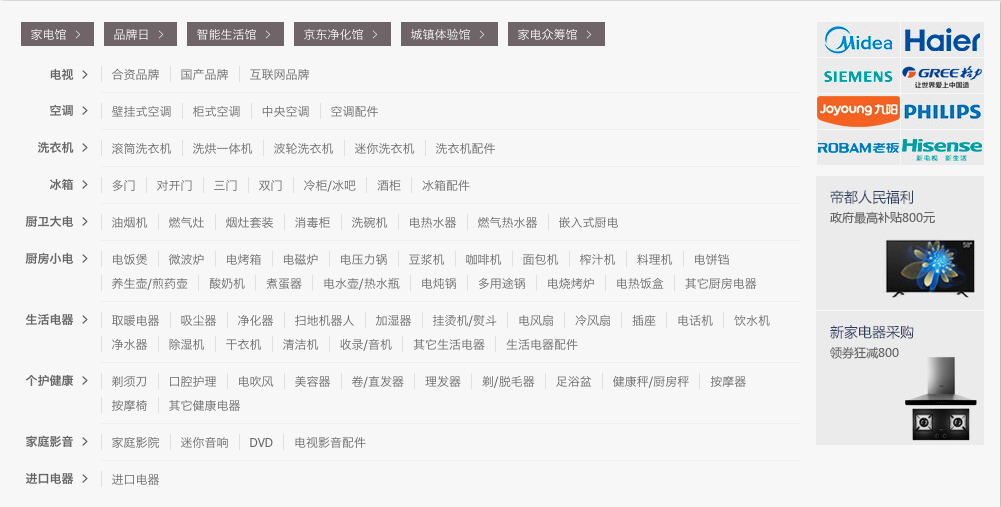 家电馆 > 品牌日 > 智能生活馆 > 京东净化馆 > 城镇体验馆 > 家电众筹馆 >
电视 > 合资品牌 国产品牌 互联网品牌
空调 > 壁挂式空调 柜式空调 中央空调 空调配件
洗衣机 > 滚筒洗衣机 洗烘一体机 波轮洗衣机 迷你洗衣机 洗衣机配件
冰箱 > 多门 对开门 三门 双门 冷柜/冰吧 酒柜 冰箱配件
厨卫大电 > 油烟机 燃气灶 烟灶套装 消毒柜 洗碗机 电热水器 燃气热水器 嵌入式厨电
厨房小电 > 电饭煲 微波炉 电烤箱 电磁炉 电压力锅 豆浆机 咖啡机 面包机 榨汁机 料理机 电饼铛
养生壶/煎药壶 酸奶机 煮蛋器 电水壶/热水瓶 电炖锅 多用途锅 电烧烤炉 电热饭盒 其它厨房电器
生活电器 > 取暖电器 吸尘器 净化器 扫地机器人 加湿器 挂烫机/熨斗 电风扇 冷风扇 插座 电话机 饮水机
净水器 除湿机 干衣机 清洁机 收录/音机 其它生活电器 生活电器配件
个护健康 > 剃须刀 口腔护理 电吹风 美容器 卷/直发器 理发器 剃/脱毛器 足浴盆 健康秤/厨房秤 按摩器
按摩椅 其它健康电器
家庭影音 > 家庭影院 迷你音响 DVD 电视影音配件
进口电器 > 进口电器
Midea Haier
SIEMENS GREE格力
让世界爱上中国造
Joyoung九阳 PHILIPS
ROBAM老板 Hisense
新电视 新生活
帝都人民福利
政府最高补贴800元
58"
新家电器采购
领券狂减800